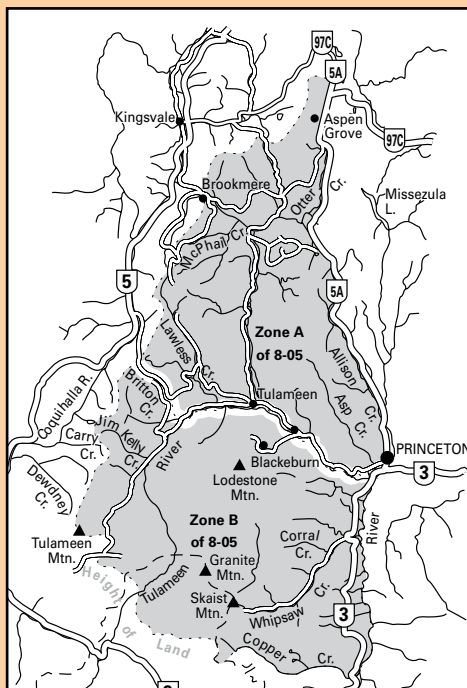 97C
5A
Kingsvale
Aspen
Grove
97C
Brookmere
Otter Cr.
Missezula
L.
McPhail Cr.
5
5A
Lawless Cr.
Zone A
of 8-05
Allison Cr.
Coquihalla R.
Britton
Cr.
Tulameen
Asp Cr.
Jim Kelly
Cr.
Carry
Cr.
River
PRINCETON
Blackeburn
3
Lodestone
Mtn.
Dewdney
Cr.
Zone B
of 8-05
River
Tulameen
Mtn.
Corral
Cr.
Granite
Mtn.
Tulameen
Height of Land
Skaist
Mtn.
Whipsaw Cr.
3
Copper Cr.